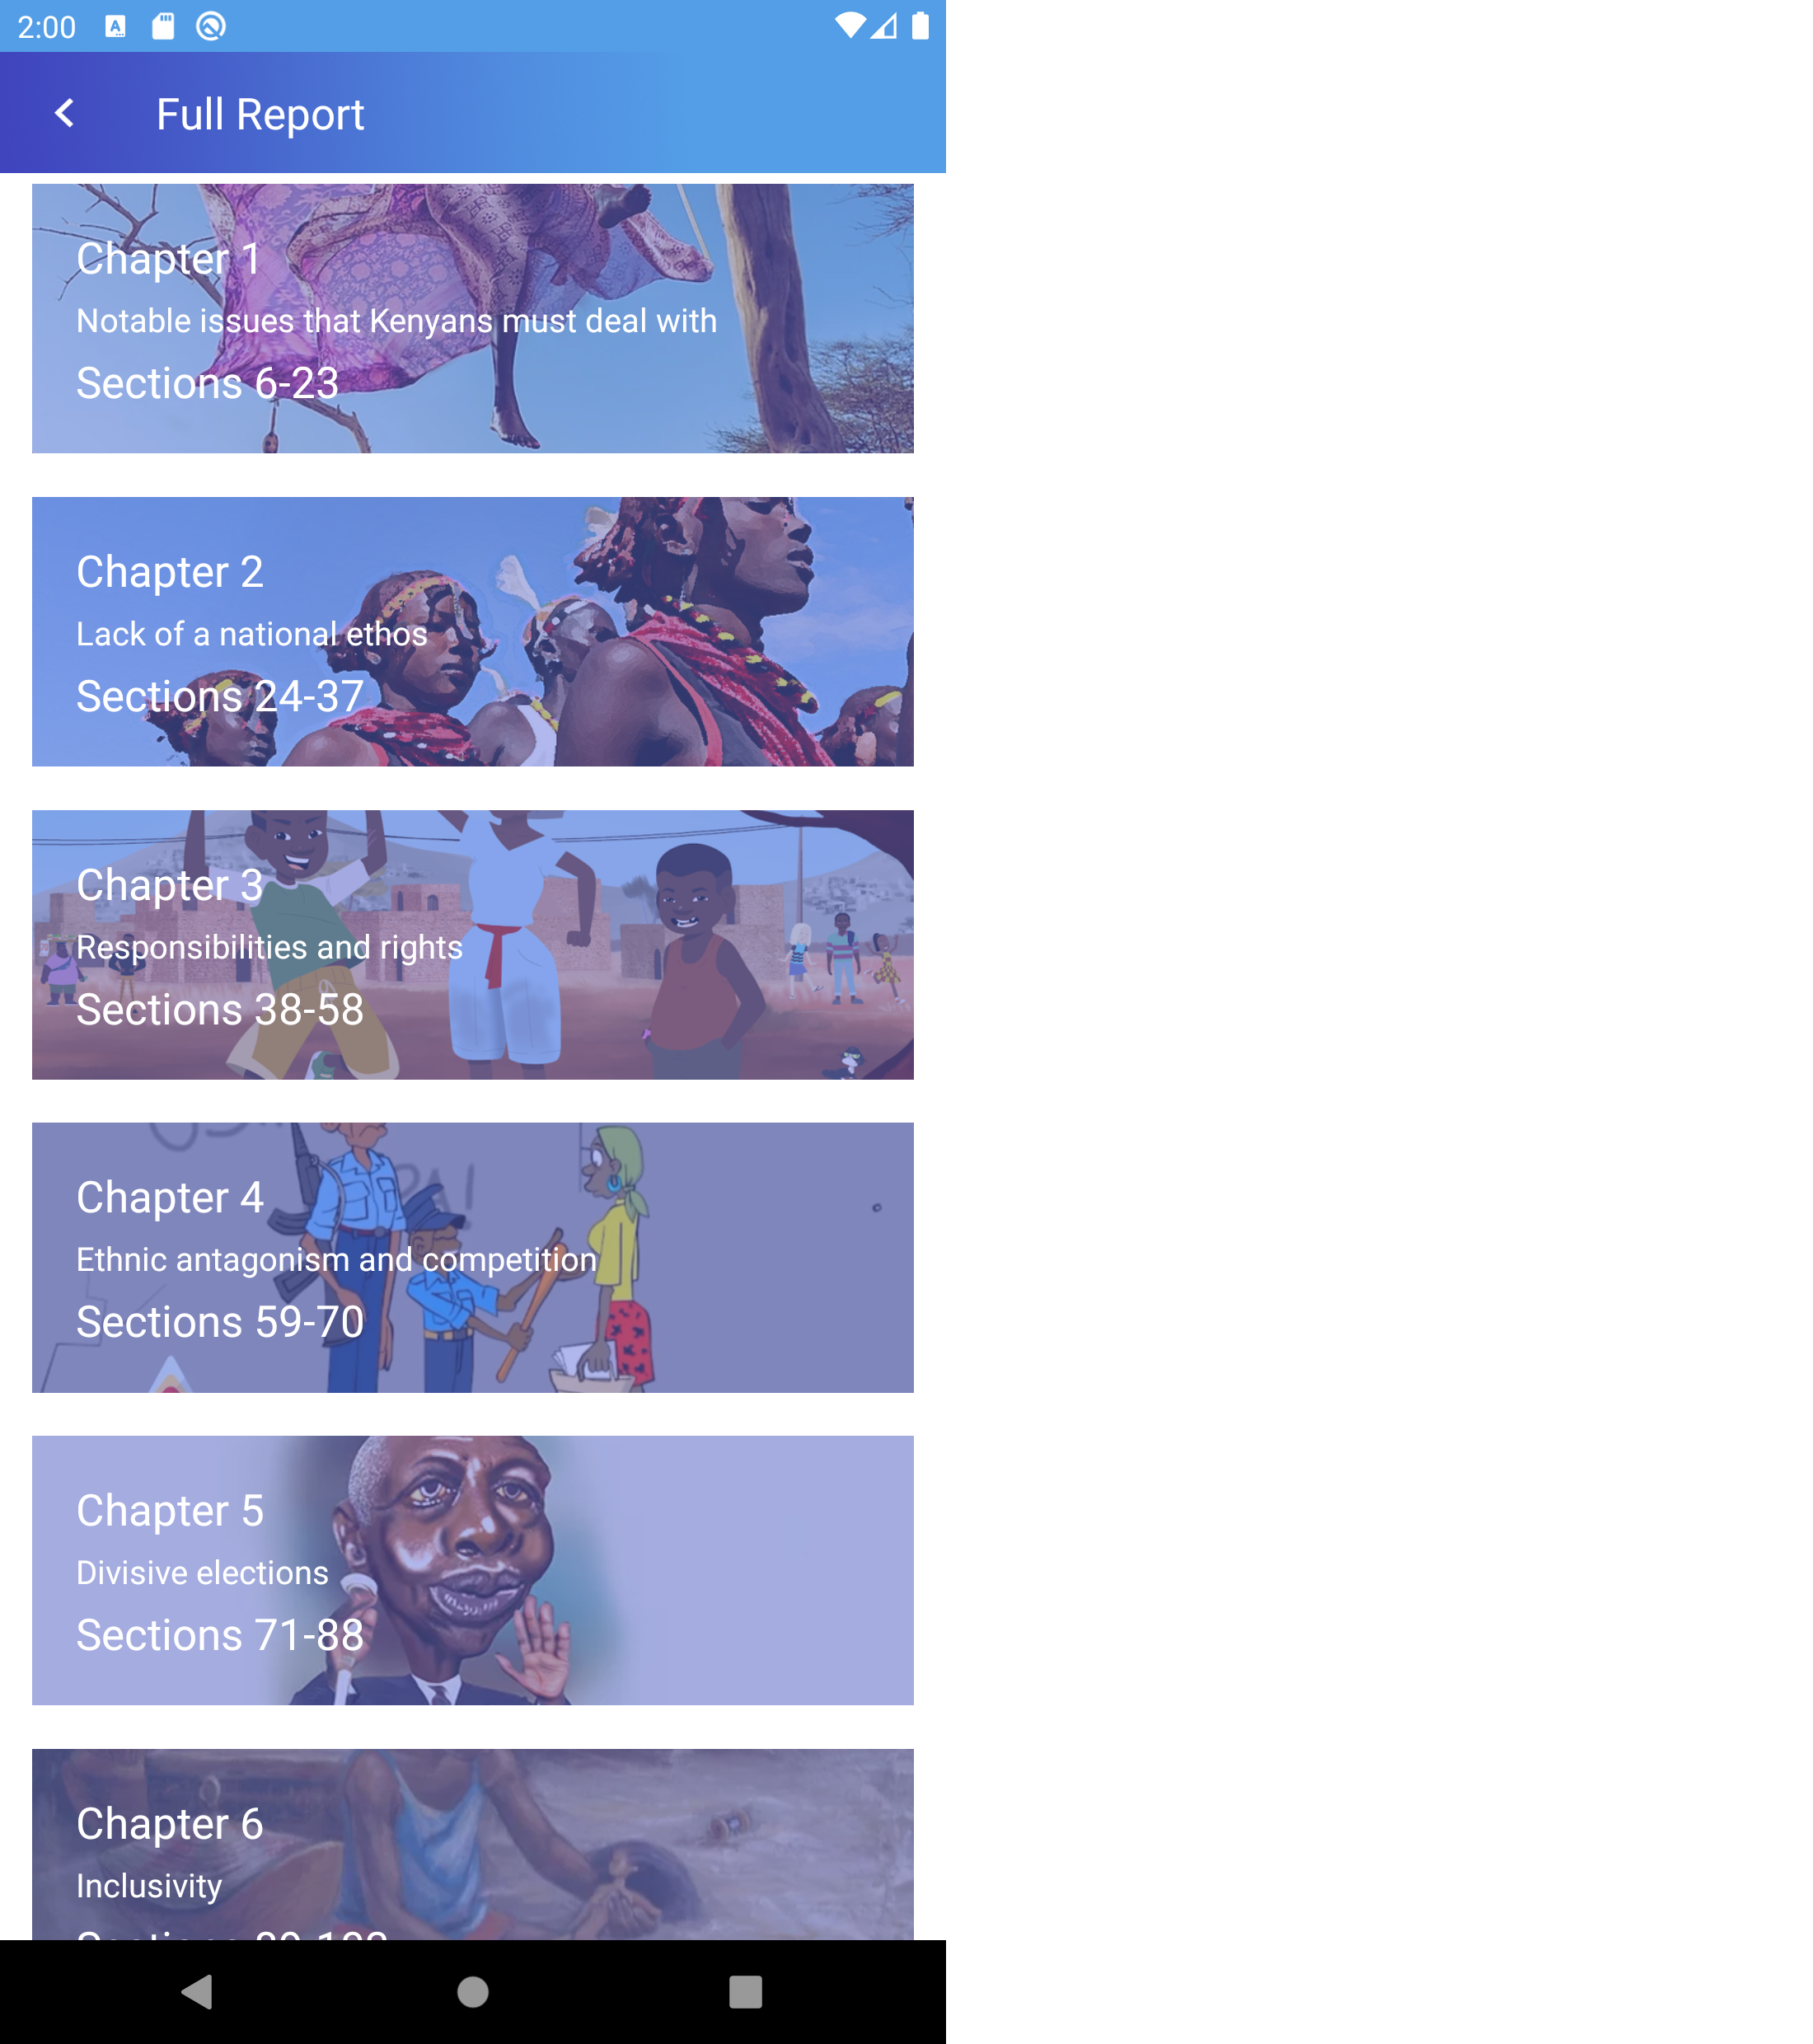 2:00
Full Report
Chapter 1
Notable issues that Kenyans must deal with
Sections 6-23
Chapter 2
Lack of a national ethos
Sections 24-37
Chapter 3
Responsibilities and rights
Sections 38-58
Chapter 4
Ethnic antagonism and competition
Sections 59-70
Chapter 5
Divisive elections
Sections 71-88
Chapter 6
Inclusivity
Sections